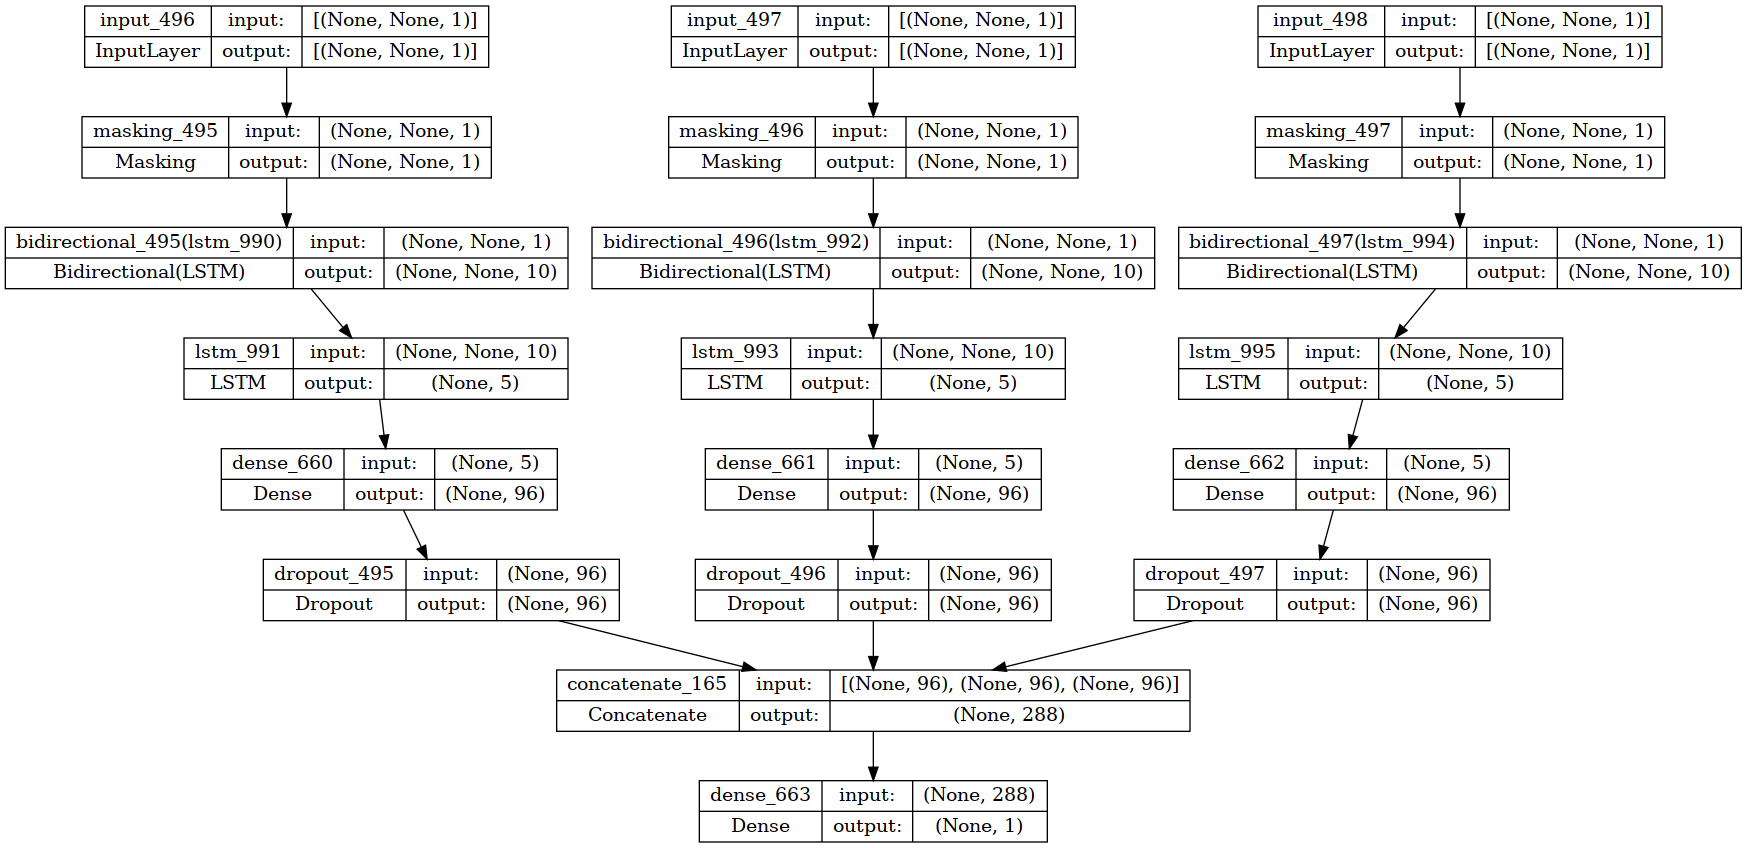 input_496 input: [(None, None, 1)]
InputLayer output: [(None, None, 1)]
input_497 input: [(None, None, 1)]
InputLayer output: [(None, None, 1)]
input_498 input: [(None, None, 1)]
InputLayer output: [(None, None, 1)]
masking_495 input: (None, None, 1)
Masking output: (None, None, 1)
masking_496 input: (None, None, 1)
Masking output: (None, None, 1)
masking_497 input: (None, None, 1)
Masking output: (None, None, 1)
bidirectional_495(lstm_990) input: (None, None, 1)
Bidirectional(LSTM) output: (None, None, 10)
bidirectional_496(lstm_992) input: (None, None, 1)
Bidirectional(LSTM) output: (None, None, 10)
bidirectional_497(lstm_994) input: (None, None, 1)
Bidirectional(LSTM) output: (None, None, 10)
lstm_991 input: (None, None, 10)
LSTM output: (None, 5)
lstm_993 input: (None, None, 10)
LSTM output: (None, 5)
lstm_995 input: (None, None, 10)
LSTM output: (None, 5)
dense_660 input: (None, 5)
Dense output: (None, 96)
dense_661 input: (None, 5)
Dense output: (None, 96)
dense_662 input: (None, 5)
Dense output: (None, 96)
dropout_495 input: (None, 96)
Dropout output: (None, 96)
dropout_496 input: (None, 96)
Dropout output: (None, 96)
dropout_497 input: (None, 96)
Dropout output: (None, 96)
concatenate_165 input: [(None, 96), (None, 96), (None, 96)]
Concatenate output: (None, 288)
dense_663 input: (None, 288)
Dense output: (None, 1)